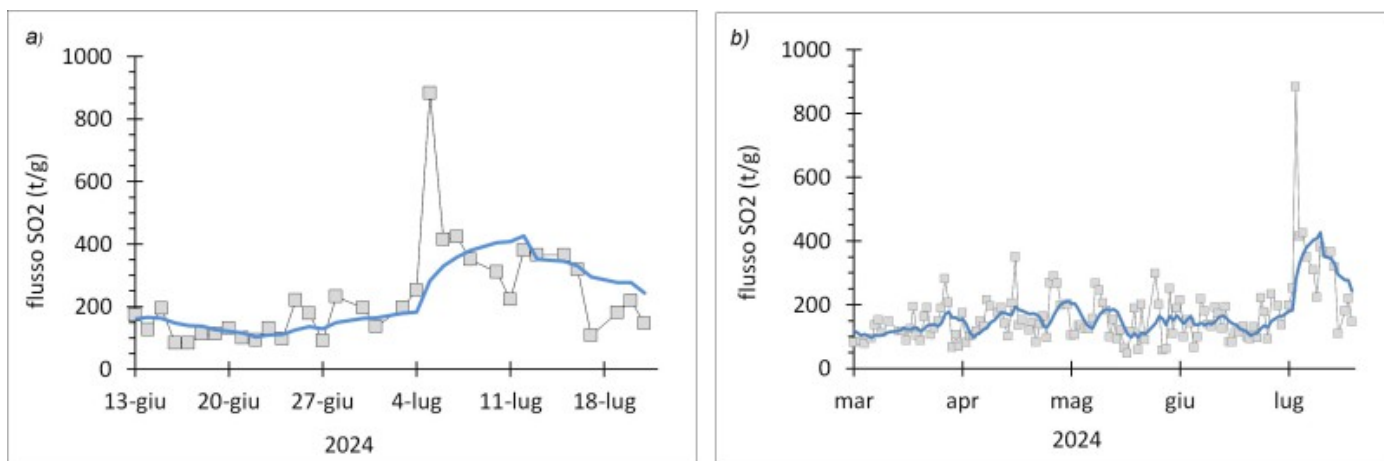 a)
1000
800
600
400
200
0
flusso SO2 (t/g)
13-giu 20-giu 27-giu 4-lug 11-lug 18-lug
2024
b)
1000
800
600
400
200
0
flusso SO2 (t/g)
mar apr mag giu lug
2024